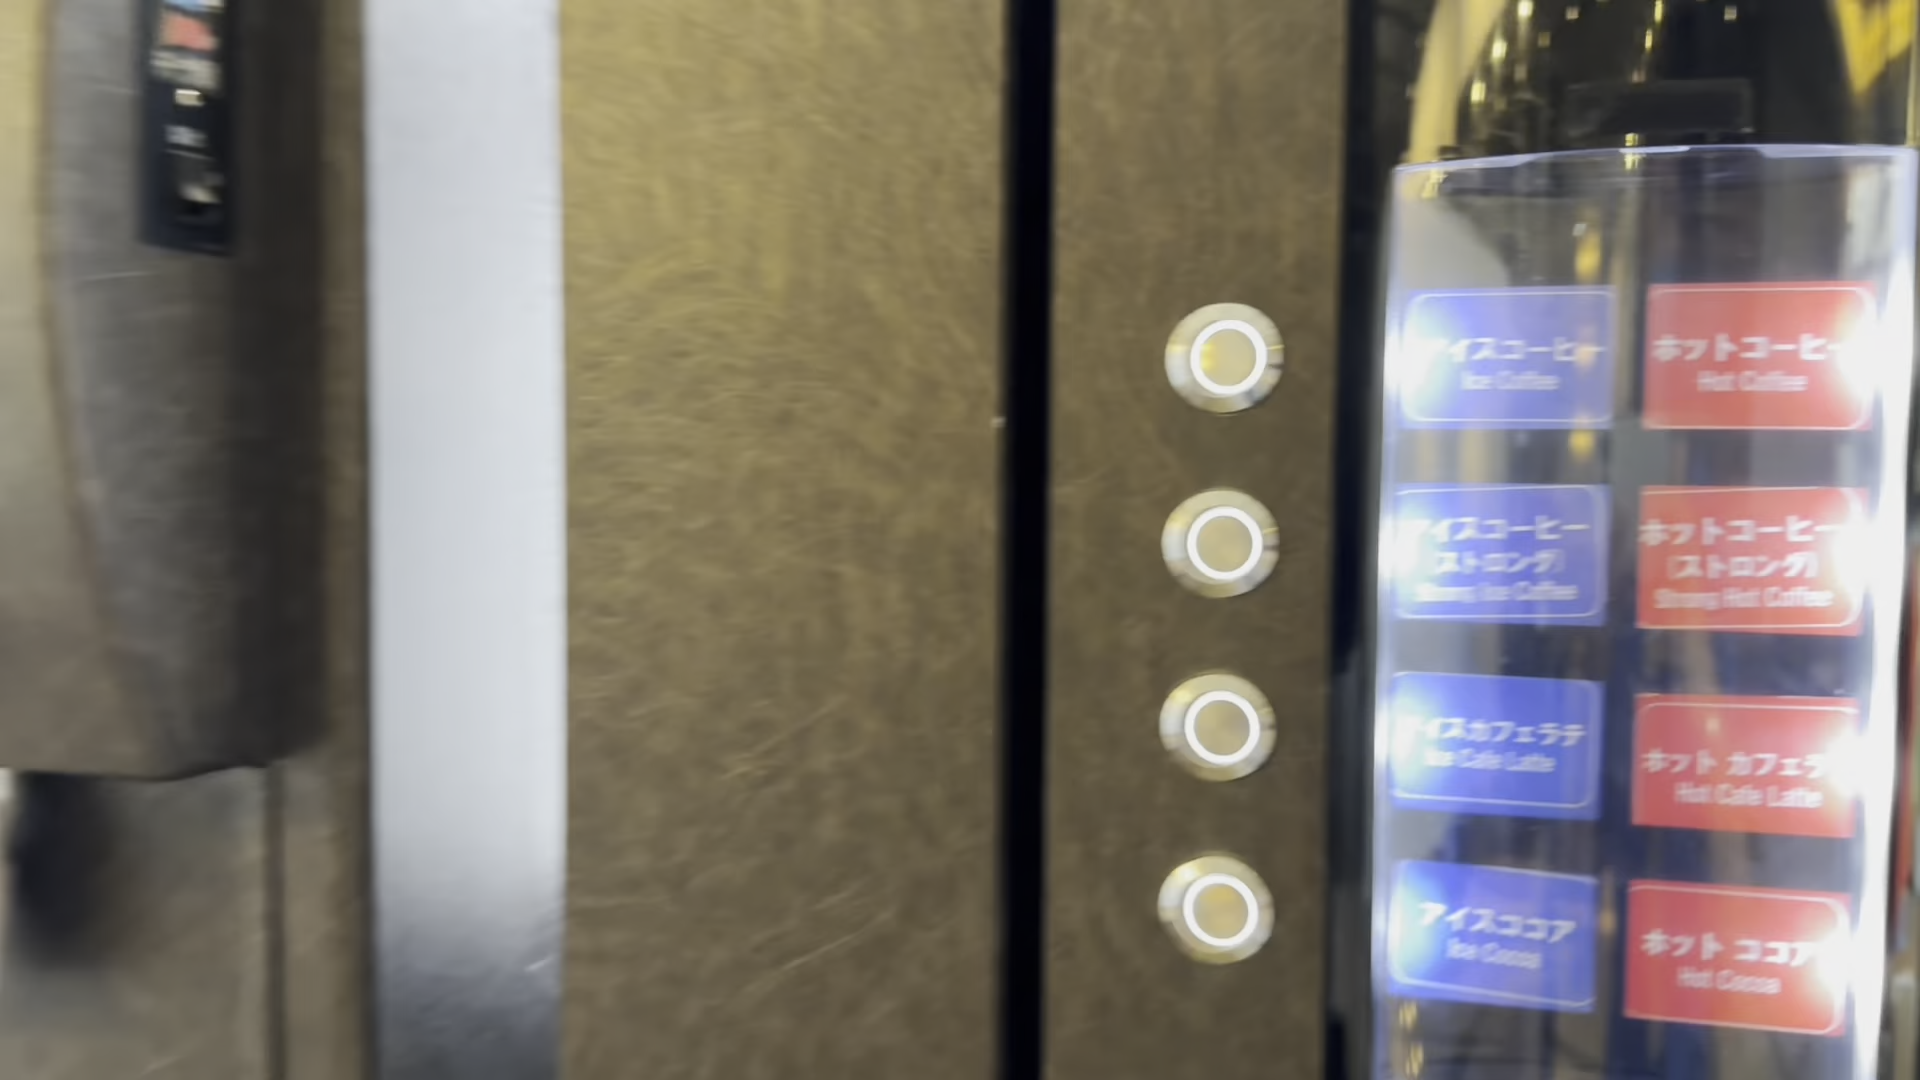 アイスコーヒー
Ice Coffee
ホットコーヒー
Hot Coffee
アイスコーヒー
(ストロング)
Strong Ice Coffee
ホットコーヒー
(ストロング)
Strong Hot Coffee
アイスカフェラテ
Ice Cafe Latte
ホット カフェラテ
Hot Cafe Latte
アイスココア
Ice Cocoa
ホット ココア
Hot Cocoa